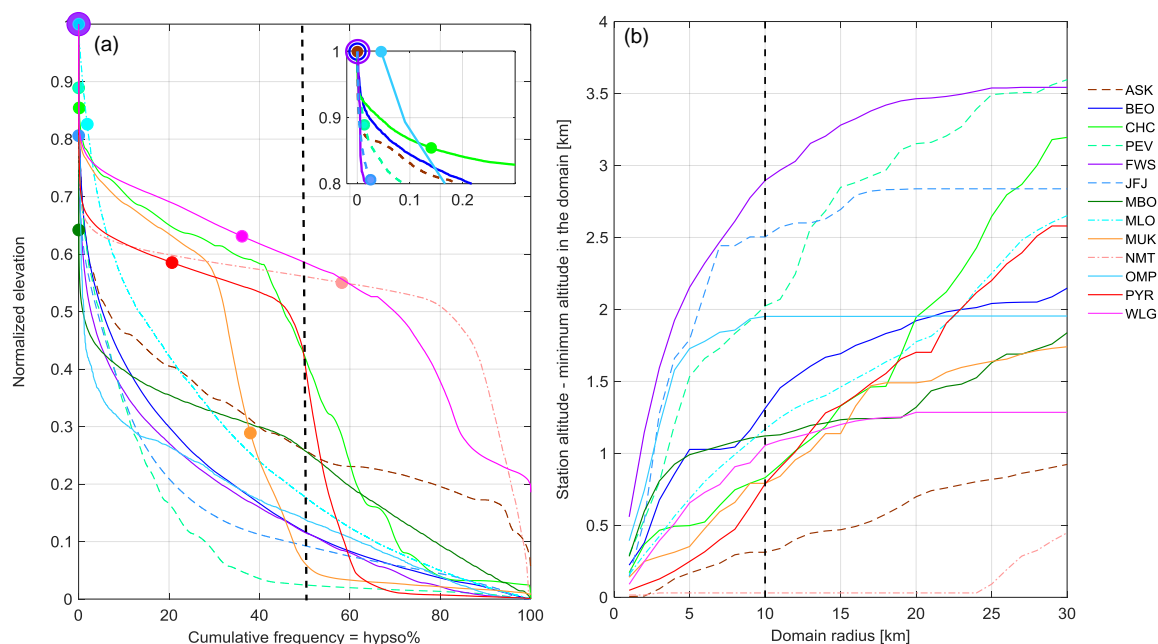 (a)
Normalized elevation
0.9
0.8
0.7
0.6
0.5
0.4
0.3
0.2
0.1
0
0 20 40 60 80 100
Cumulative frequency = hypso%
1
0.9
0.8
0 0.1 0.2
(b)
Station altitude - minimum altitude in the domain [km]
4
3.5
3
2.5
2
1.5
1
0.5
0
0 5 10 15 20 25 30
Domain radius [km]
ASK
BEO
CHC
PEV
FWS
JFJ
MBO
MLO
MUK
NMT
OMP
PYR
WLG